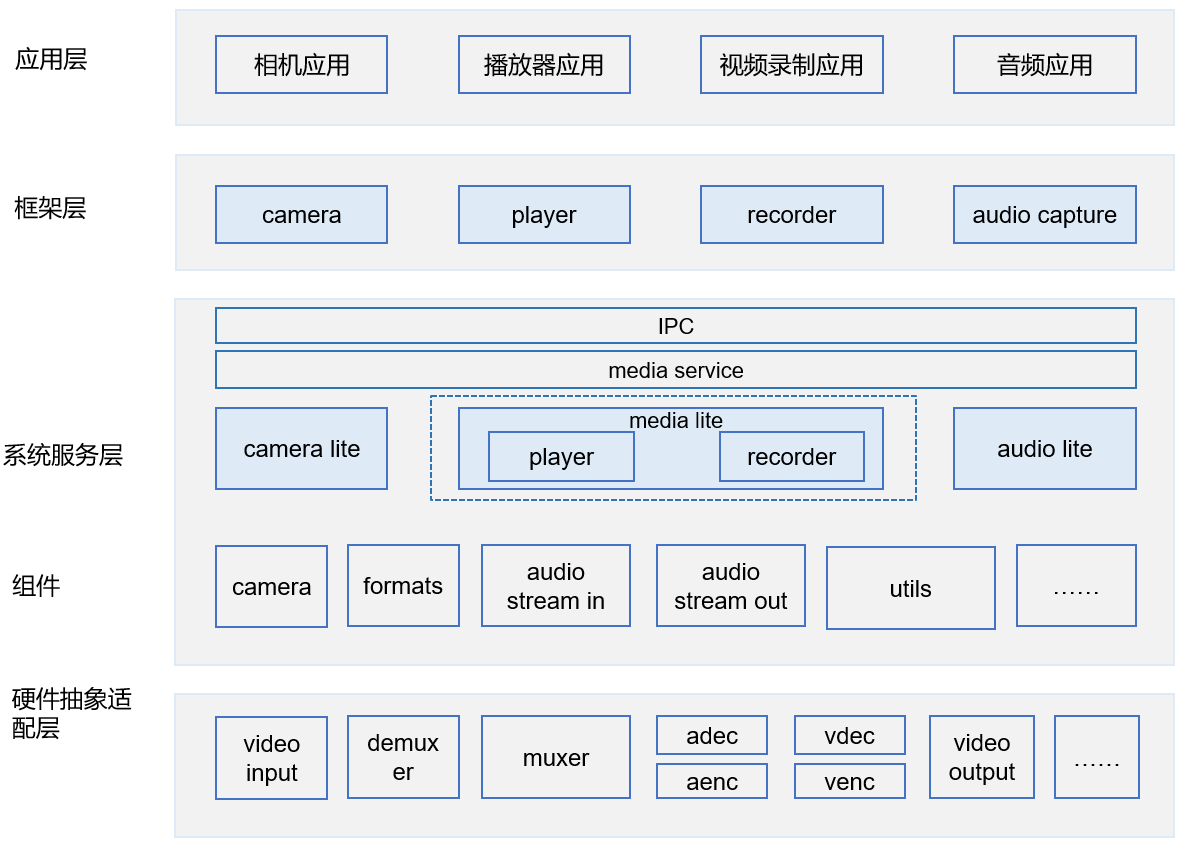 应用层
相机应用
播放器应用
视频录制应用
音频应用
框架层
camera
player
recorder
audio capture
IPC
media service
系统服务层
camera lite
media lite
player
recorder
audio lite
组件
camera
formats
audio
stream in
audio
stream out
utils
……
硬件抽象适
配层
video
input
demux
er
muxer
adec
aenc
vdec
venc
video
output
……